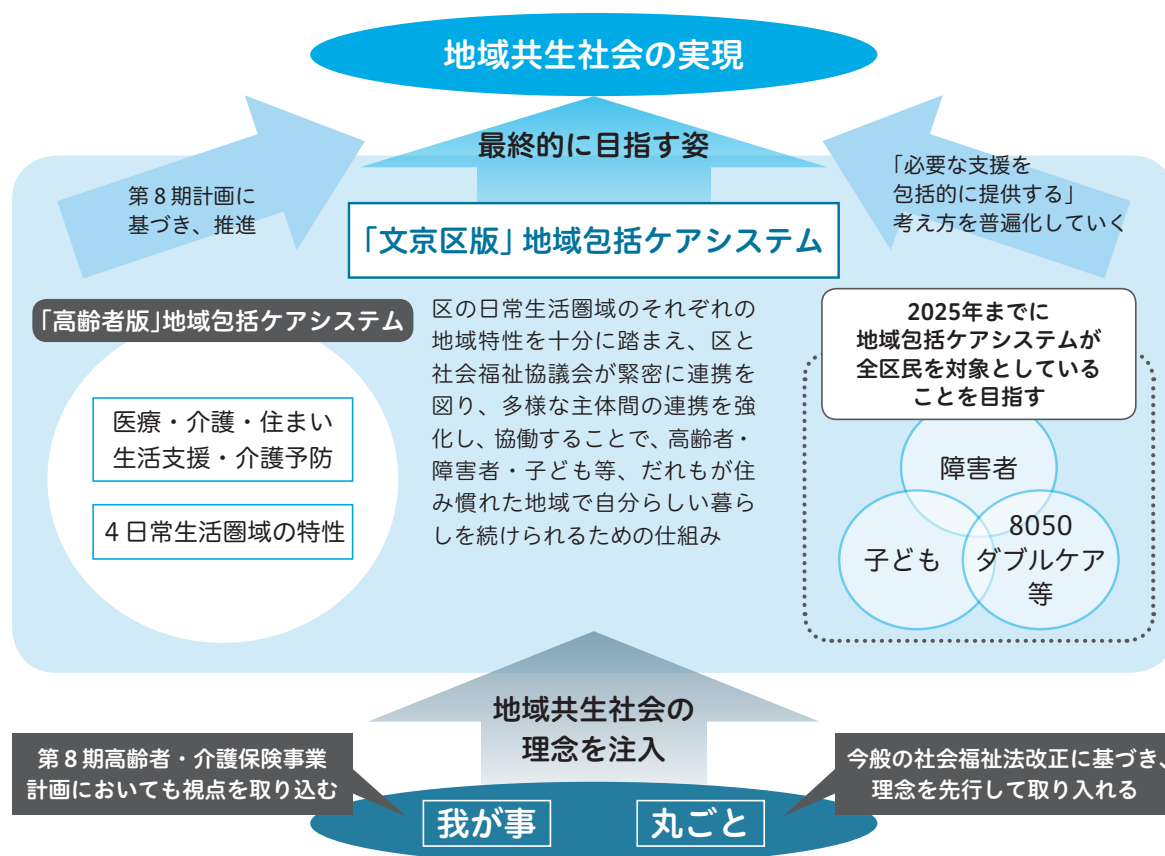 地域共生社会の実現
最終的に目指す姿
第8期計画に
基づき、推進
「必要な支援を
包括的に提供する」
考え方を普遍化していく
「文京区版」地域包括ケアシステム
「高齢者版」地域包括ケアシステム
医療・介護・住まい
生活支援・介護予防
4日常生活圏域の特性
区の日常生活圏域のそれぞれの
地域特性を十分に踏まえ、区と
社会福祉協議会が緊密に連携を
図り、多様な主体間の連携を強
化し、協働することで、高齢者・
障害者・子ども等、だれもが住
み慣れた地域で自分らしい暮ら
しを続けられるための仕組み
2025年までに
地域包括ケアシステムが
全区民を対象としている
ことを目指す
障害者
子ども
8050
ダブルケア
等
地域共生社会の
理念を注入
第8期高齢者・介護保険事業
計画においても視点を取り込む
今般の社会福祉法改正に基づき、
理念を先行して取り入れる
我が事
丸ごと